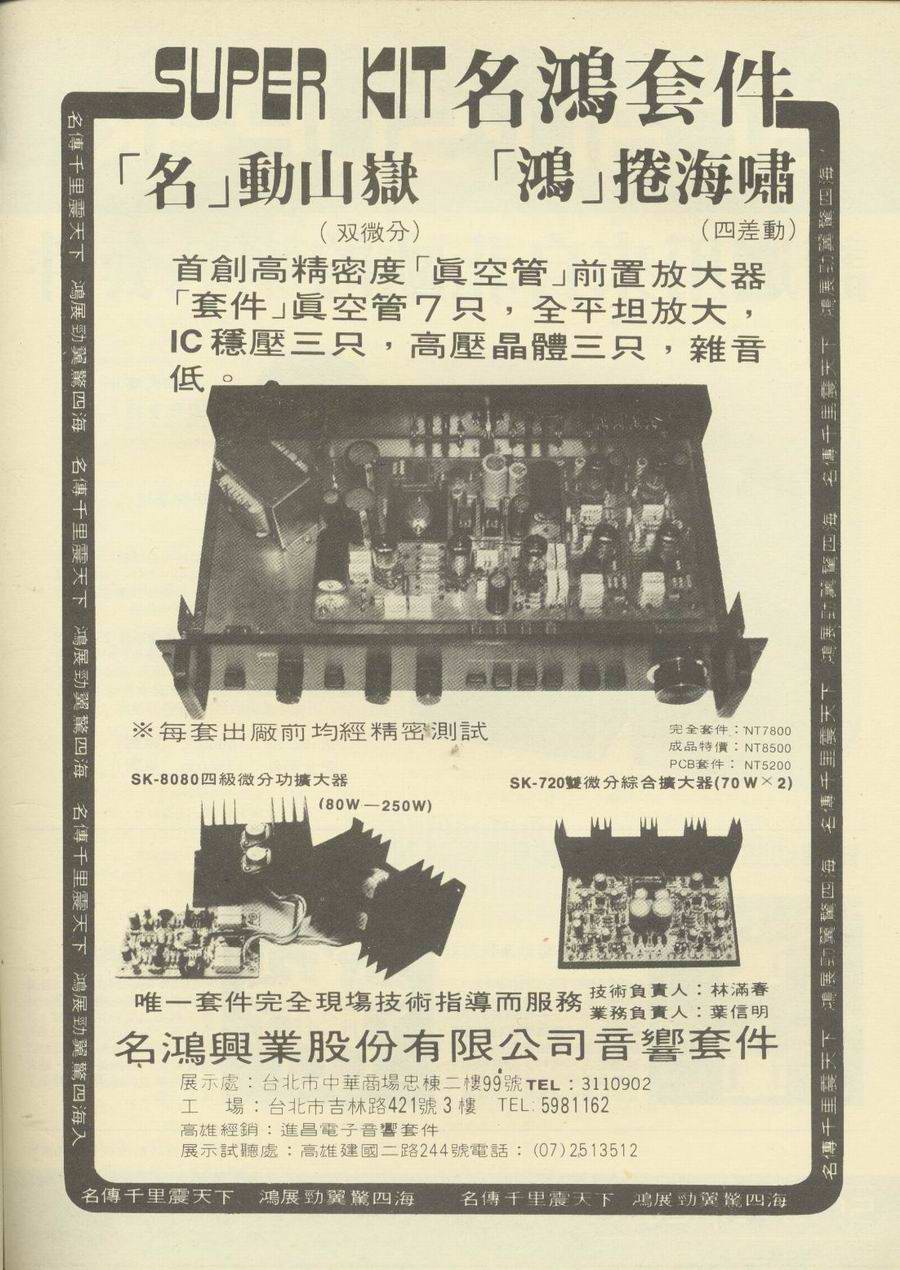 SUPER KIT 名鴻套件
「名」動山嶽 「鴻」捲海嘯
(双微分) (四差動)
首創高精密度「眞空管」前置放大器
「套件」眞空管7只，全平坦放大，
IC穩壓三只，高壓晶體三只，雜音
低。
※每套出廠前均經精密測試
完全套件：NT7800
成品特價：NT8500
PCB套件：NT5200
SK-8080四級微分功擴大器
(80W—250W)
SK-720雙微分綜合擴大器(70W×2)
唯一套件完全現場技術指導而服務
技術負責人：林滿春
業務負責人：葉信明
名鴻興業股份有限公司音響套件
展示處：台北市中華商場忠棟二樓99號TEL：3110902
工 場：台北市吉林路421號3樓 TEL:5981162
高雄經銷：進昌電子音響套件
展示試聽處：高雄建國二路244號電話：(07)2513512
名傳千里震天下 鴻展勁翼驚四海 名傳千里震天下 鴻展勁翼驚四海 名傳千里震天下 鴻展勁翼驚四海入
名傳千里震天下 鴻展勁翼驚四海 名傳千里震天下 鴻展勁翼驚四海
名傳千里震天下 鴻展勁翼驚四海 名傳千里震天下 鴻展勁翼驚四海 名傳千里震天下 鴻展勁翼驚四海